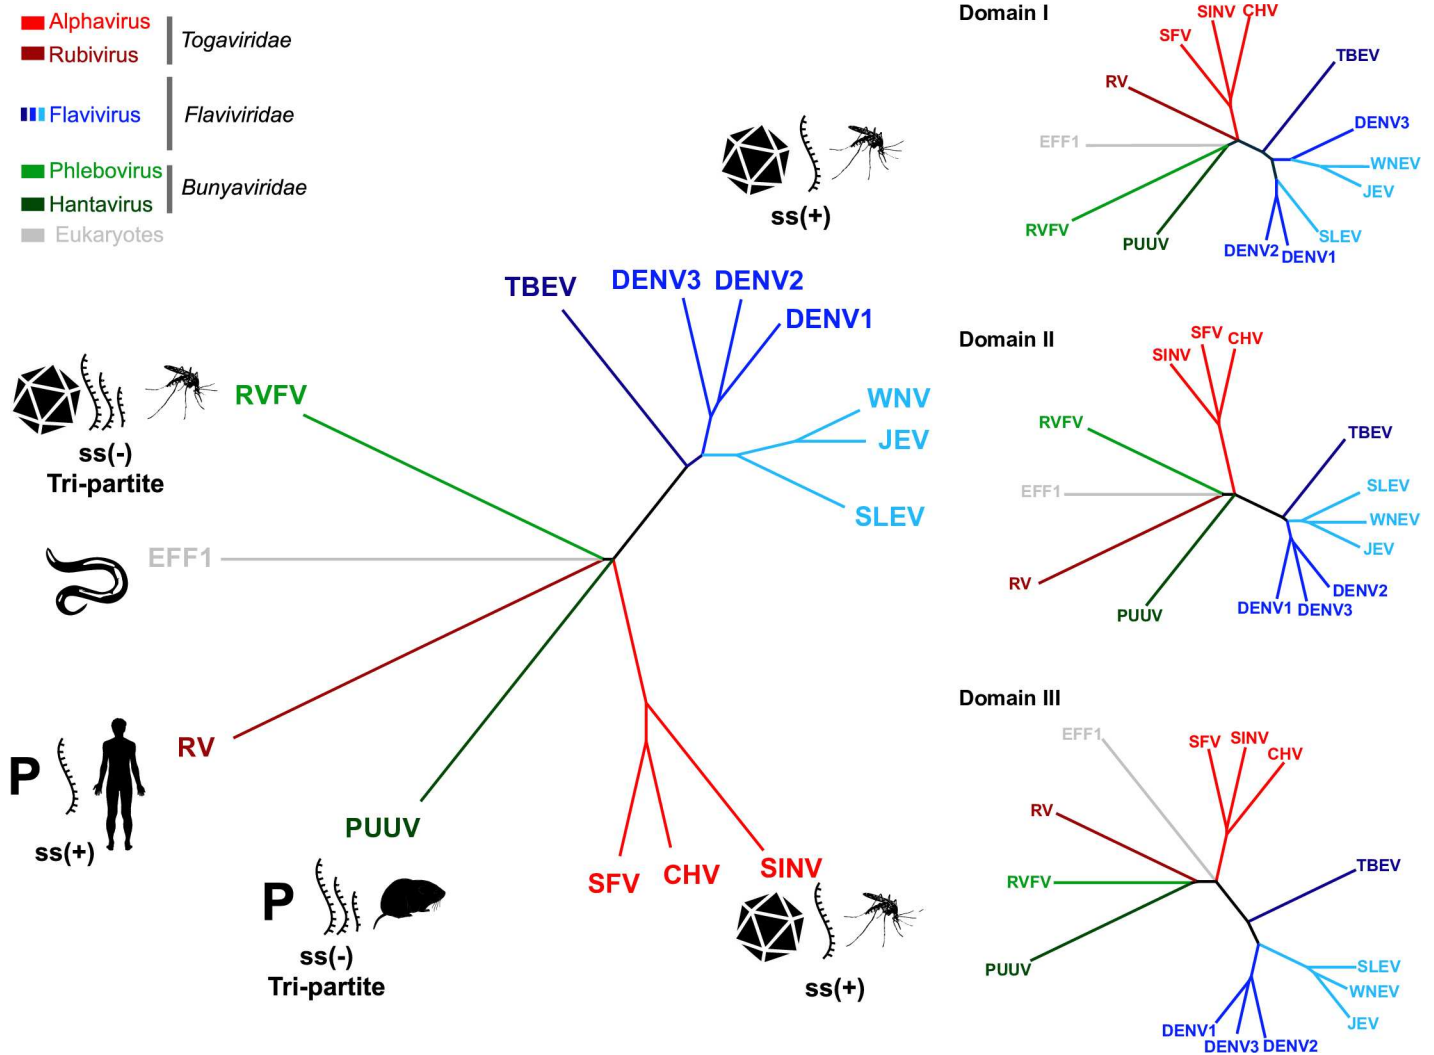 Alphavirus
Rubivirus
Togaviridae
Flavivirus
Flaviviridae
Phlebovirus
Hantavirus
Bunyaviridae
Eukaryotes
ss(+)
TBEV
DENV3
DENV2
DENV1
WNV
JEV
SLEV
RVFV
ss(-)
Tri-partite
EFF1
RV
P
ss(+)
PUUV
P
ss(-)
Tri-partite
SFV
CHV
SINV
ss(+)
Domain I
SINV
CHV
SFV
TBEV
RV
DENV3
EFF1
WNEV
JEV
RVFV
PUUV
SLEV
DENV2
DENV1
Domain II
SFV
CHV
SINV
RVFV
TBEV
EFF1
SLEV
WNEV
JEV
RV
DENV2
PUUV
DENV1
DENV3
Domain III
EFF1
SFV
SINV
CHV
RV
TBEV
RVFV
PUUV
SLEV
WNEV
JEV
DENV1
DENV3
DENV2